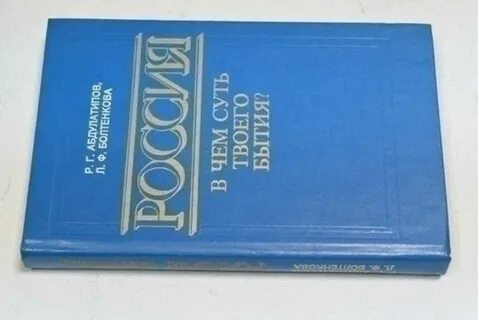 Р. Г. АБДУЛАТИПОВ,
Л. Ф. БОЛТЕНКОВА
РОССИЯ
В ЧЕМ СУТЬ
ТВОЕГО
БЫТИЯ?
Л. Ф. БОЛТЕНКОВА